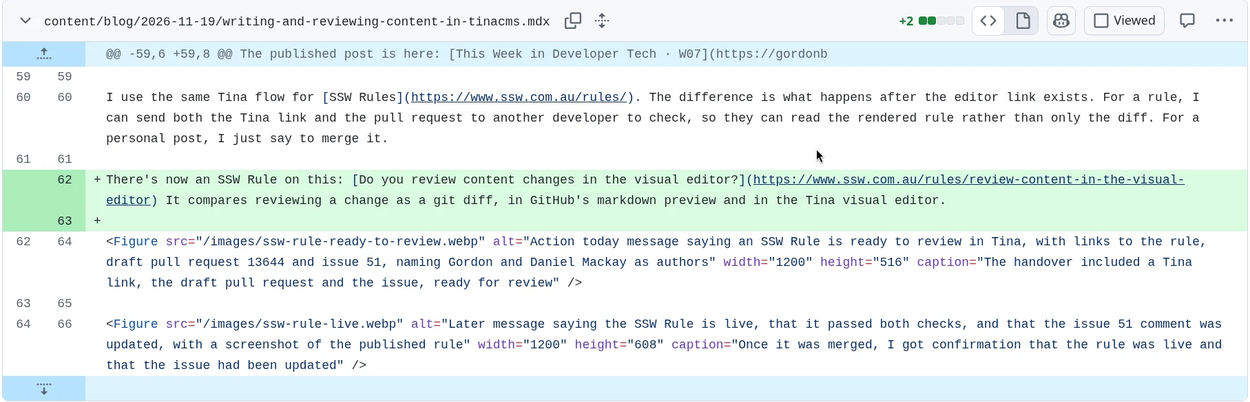 content/blog/2026-11-19/writing-and-reviewing-content-in-tinacms.mdx
+2
Viewed
@@ -59,6 +59,8 @@ The published post is here: [This Week in Developer Tech · W07](https://gordonb
59 59
60 60 I use the same Tina flow for [SSW Rules](https://www.ssw.com.au/rules/). The difference is what happens after the editor link exists. For a rule, I
can send both the Tina link and the pull request to another developer to check, so they can read the rendered rule rather than only the diff. For a
personal post, I just say to merge it.
61 61
62 + There's now an SSW Rule on this: [Do you review content changes in the visual editor?](https://www.ssw.com.au/rules/review-content-in-the-visual-
editor) It compares reviewing a change as a git diff, in GitHub's markdown preview and in the Tina visual editor.
63 +
62 64 <Figure src="/images/ssw-rule-ready-to-review.webp" alt="Action today message saying an SSW Rule is ready to review in Tina, with links to the rule,
draft pull request 13644 and issue 51, naming Gordon and Daniel Mackay as authors" width="1200" height="516" caption="The handover included a Tina
link, the draft pull request and the issue, ready for review" />
63 65
64 66 <Figure src="/images/ssw-rule-live.webp" alt="Later message saying the SSW Rule is live, that it passed both checks, and that the issue 51 comment was
updated, with a screenshot of the published rule" width="1200" height="608" caption="Once it was merged, I got confirmation that the rule was live and
that the issue had been updated" />